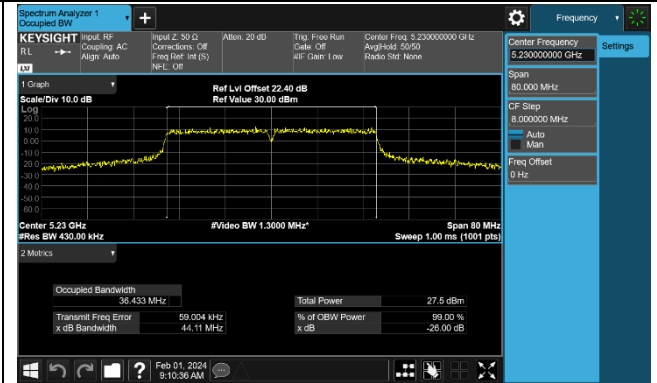 Spectrum Analyzer 1
Occupied BW
Frequency
KEYSIGHT
RL
LXI
Input: RF
Coupling: AC
Align: Auto
Input Z: 50 Ω
Corrections: Off
Freq Ref: Int (S)
NFE: Off
Atten: 20 dB
Trig: Free Run
Gate: Off
#IF Gain: Low
Center Freq: 5.230000000 GHz
Avg|Hold: 50/50
Radio Std: None
Center Frequency
5.230000000 GHz
Settings
Span
80.000 MHz
CF Step
8.000000 MHz
Auto
Man
Freq Offset
0 Hz
1 Graph
Scale/Div 10.0 dB
Ref Lvl Offset 22.40 dB
Ref Value 30.00 dBm
Log
20.0
10.0
0.00
-10.0
-20.0
-30.0
-40.0
-50.0
-60.0
Center 5.23 GHz
#Res BW 430.00 kHz
#Video BW 1.3000 MHz*
Span 80 MHz
Sweep 1.00 ms (1001 pts)
2 Metrics
Occupied Bandwidth
36.433 MHz
Total Power 27.5 dBm
Transmit Freq Error 59.004 kHz
% of OBW Power 99.00 %
x dB Bandwidth 44.11 MHz
x dB -26.00 dB
?
Feb 01, 2024
9:10:36 AM